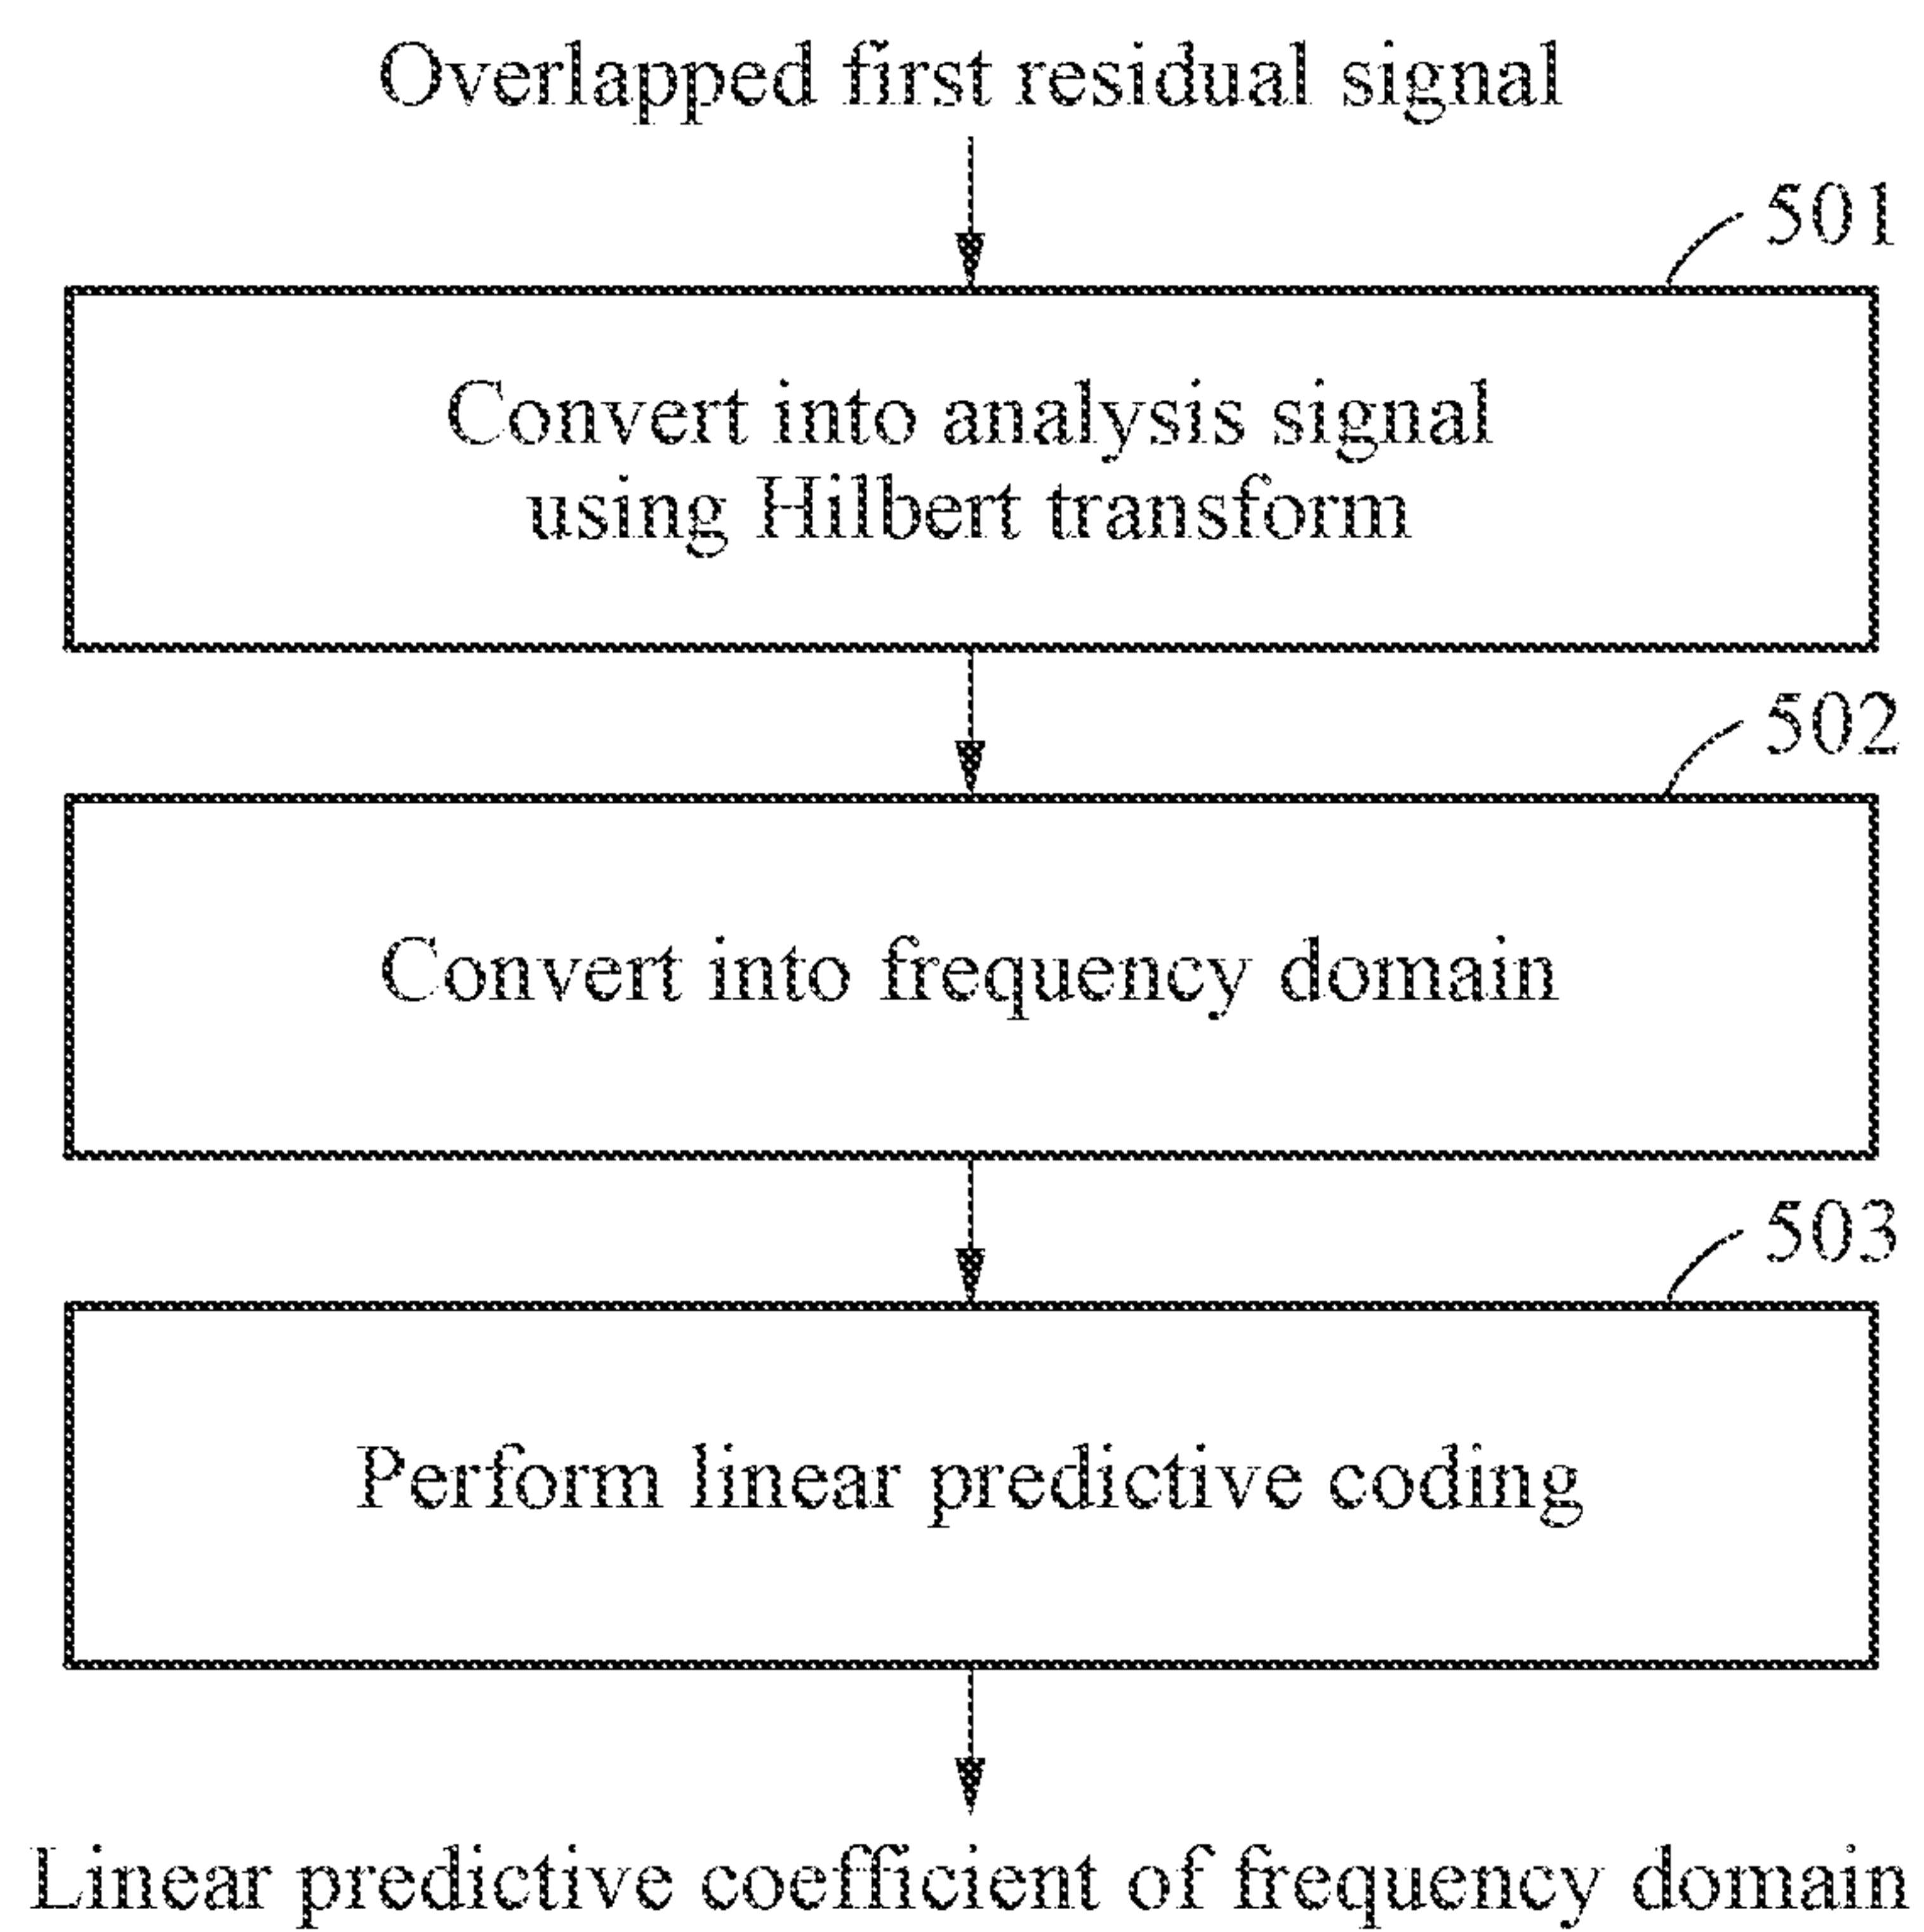 Overlapped first residual signal
501
Convert into analysis signal
using Hilbert transform
502
Convert into frequency domain
503
Perform linear predictive coding
Linear predictive coefficient of frequency domain